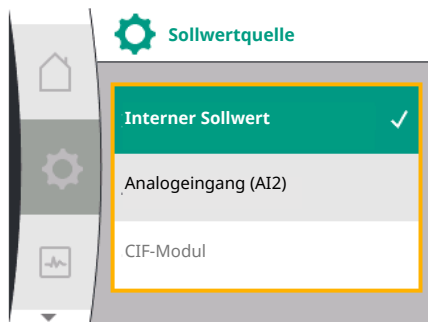 Sollwertquelle
Interner Sollwert
Analogeingang (AI2)
CIF-Modul